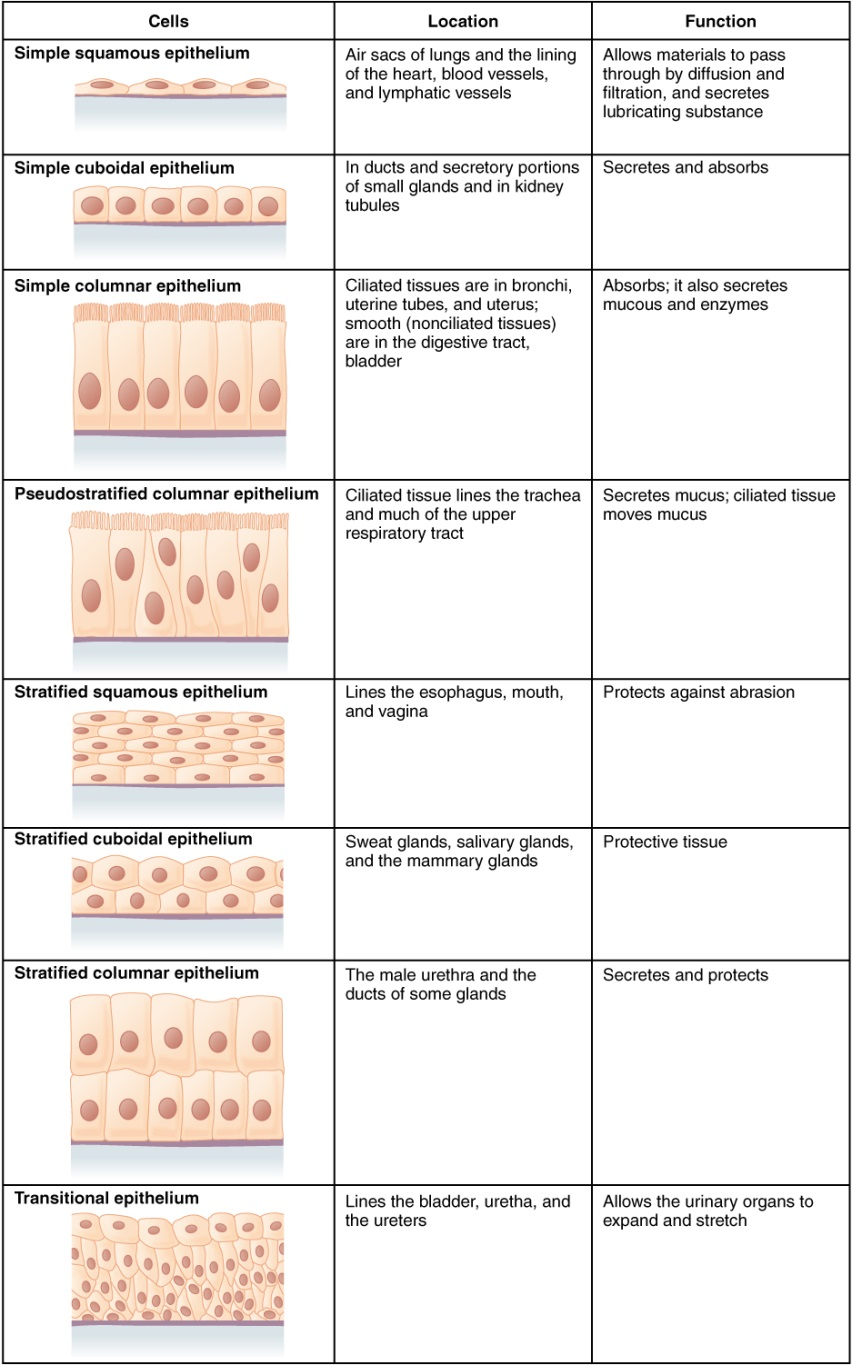 Cells
Location
Function
Simple squamous epithelium
Air sacs of lungs and the lining
of the heart, blood vessels,
and lymphatic vessels
Allows materials to pass
through by diffusion and
filtration, and secretes
lubricating substance
Simple cuboidal epithelium
In ducts and secretory portions
of small glands and in kidney
tubules
Secretes and absorbs
Simple columnar epithelium
Ciliated tissues are in bronchi,
uterine tubes, and uterus;
smooth (nonciliated tissues)
are in the digestive tract,
bladder
Absorbs; it also secretes
mucous and enzymes
Pseudostratified columnar epithelium
Ciliated tissue lines the trachea
and much of the upper
respiratory tract
Secretes mucus; ciliated tissue
moves mucus
Stratified squamous epithelium
Lines the esophagus, mouth,
and vagina
Protects against abrasion
Stratified cuboidal epithelium
Sweat glands, salivary glands,
and the mammary glands
Protective tissue
Stratified columnar epithelium
The male urethra and the
ducts of some glands
Secretes and protects
Transitional epithelium
Lines the bladder, uretha, and
the ureters
Allows the urinary organs to
expand and stretch